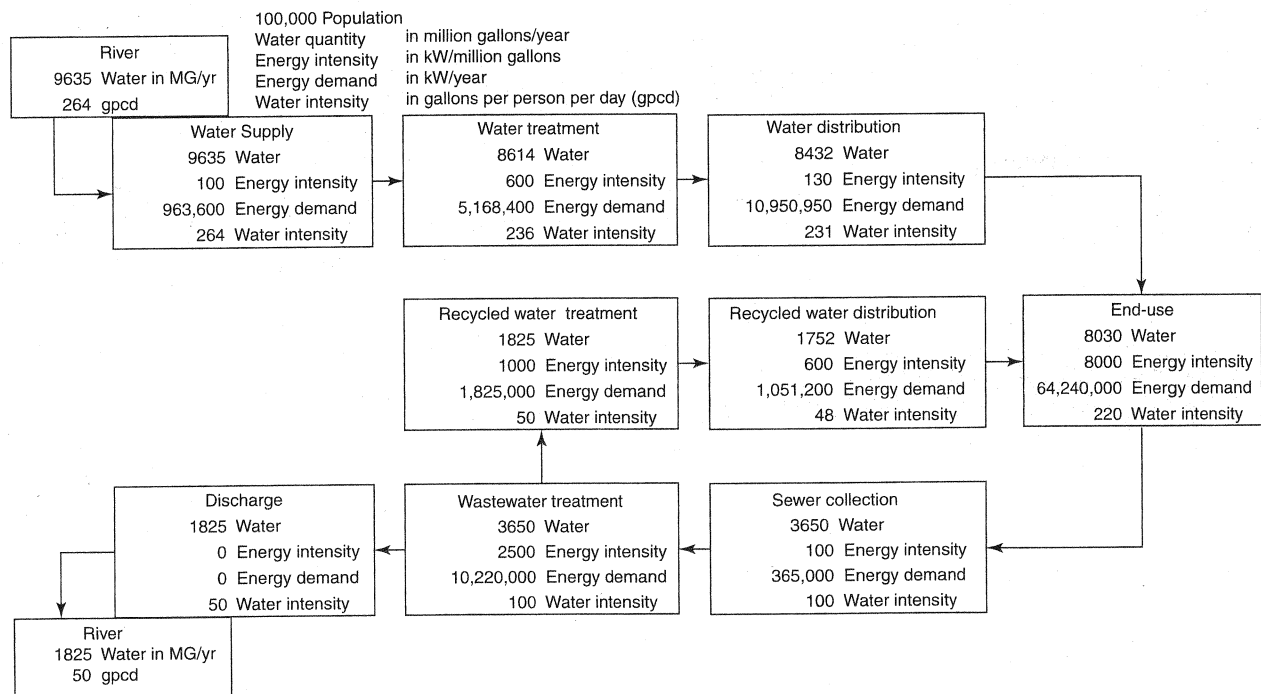 100,000 Population
Water quantity in million gallons/year
Energy intensity in kW/million gallons
Energy demand in kW/year
Water intensity in gallons per person per day (gpcd)
River
9635 Water in MG/yr
264 gpcd
Water Supply
9635 Water
100 Energy intensity
963,600 Energy demand
264 Water intensity
Water treatment
8614 Water
600 Energy intensity
5,168,400 Energy demand
236 Water intensity
Water distribution
8432 Water
130 Energy intensity
10,950,950 Energy demand
231 Water intensity
Recycled water treatment
1825 Water
1000 Energy intensity
1,825,000 Energy demand
50 Water intensity
Recycled water distribution
1752 Water
600 Energy intensity
1,051,200 Energy demand
48 Water intensity
End-use
8030 Water
8000 Energy intensity
64,240,000 Energy demand
220 Water intensity
Discharge
1825 Water
0 Energy intensity
0 Energy demand
50 Water intensity
Wastewater treatment
3650 Water
2500 Energy intensity
10,220,000 Energy demand
100 Water intensity
Sewer collection
3650 Water
100 Energy intensity
365,000 Energy demand
100 Water intensity
River
1825 Water in MG/yr
50 gpcd